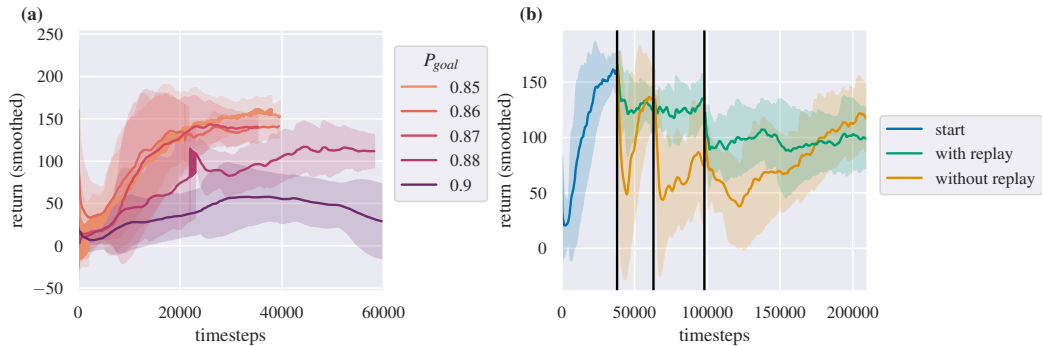 (a)
250
200
150
100
50
0
−50
return (smoothed)
0
20000
40000
60000
timesteps
P_goal
0.85
0.86
0.87
0.88
0.9
(b)
150
100
50
0
return (smoothed)
0
50000
100000
150000
200000
timesteps
start
with replay
without replay